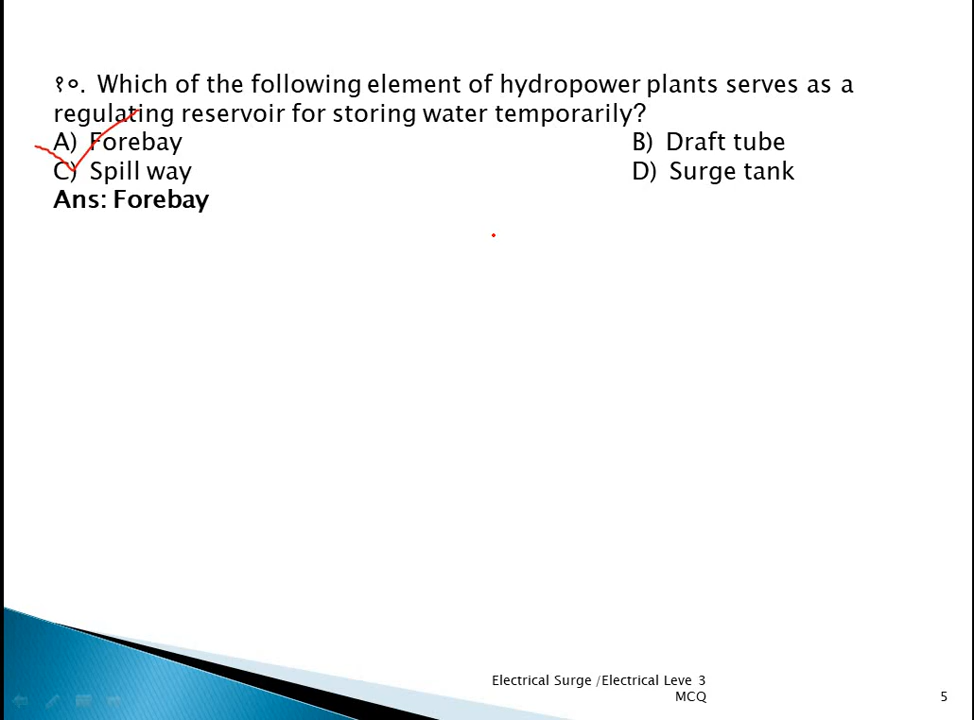 १०. Which of the following element of hydropower plants serves as a
regulating reservoir for storing water temporarily?
A) Forebay B) Draft tube
C) Spill way D) Surge tank
Ans: Forebay
Electrical Surge /Electrical Leve 3
MCQ 5